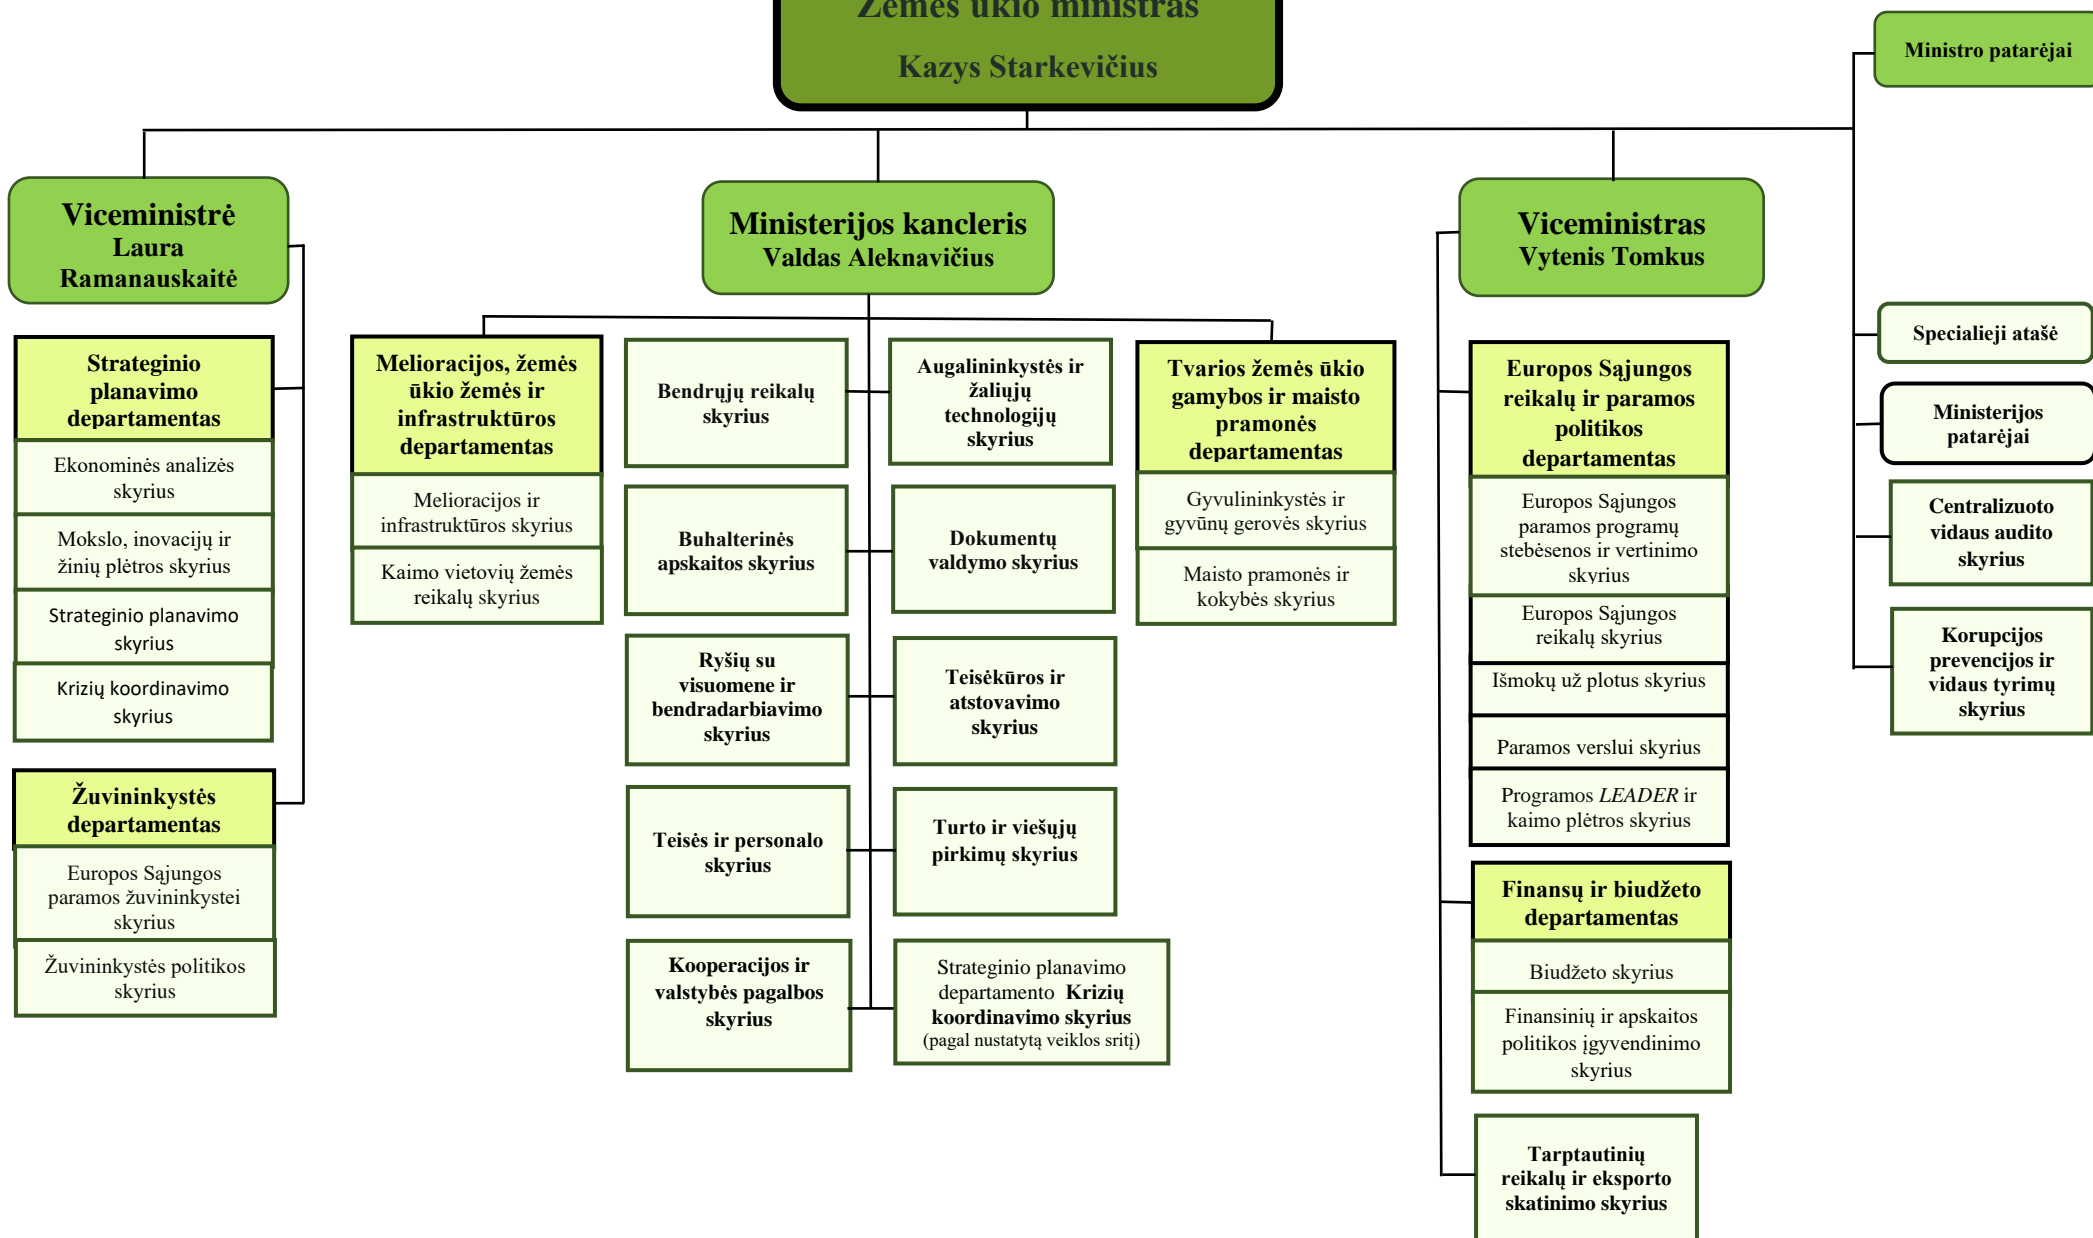 Žemės ūkio ministras
Kazys Starkevičius
Ministro patarėjai
Viceministrė
Laura
Ramanauskaitė
Ministerijos kancleris
Valdas Aleknavičius
Viceministras
Vytenis Tomkus
Strateginio
planavimo
departamentas
Ekonominės analizės
skyrius
Mokslo, inovacijų ir
žinių plėtros skyrius
Strateginio planavimo
skyrius
Krizių koordinavimo
skyrius
Žuvininkystės
departamentas
Europos Sąjungos
paramos žuvininkystei
skyrius
Žuvininkystės politikos
skyrius
Melioracijos, žemės
ūkio žemės ir
infrastruktūros
departamentas
Melioracijos ir
infrastruktūros skyrius
Kaimo vietovių žemės
reikalų skyrius
Bendrųjų reikalų
skyrius
Augalininkystės ir
žaliųjų
technologijų
skyrius
Buhalterinės
apskaitos skyrius
Dokumentų
valdymo skyrius
Ryšių su
visuomene ir
bendradarbiavimo
skyrius
Teisėkūros ir
atstovavimo
skyrius
Teisės ir personalo
skyrius
Turto ir viešųjų
pirkimų skyrius
Kooperacijos ir
valstybės pagalbos
skyrius
Strateginio planavimo
departamento Krizių
koordinavimo skyrius
(pagal nustatytą veiklos sritį)
Tvarios žemės ūkio
gamybos ir maisto
pramonės
departamentas
Gyvulininkystės ir
gyvūnų gerovės skyrius
Maisto pramonės ir
kokybės skyrius
Europos Sąjungos
reikalų ir paramos
politikos
departamentas
Europos Sąjungos
paramos programų
stebėsenos ir vertinimo
skyrius
Europos Sąjungos
reikalų skyrius
Išmokų už plotus skyrius
Paramos verslui skyrius
Programos LEADER ir
kaimo plėtros skyrius
Finansų ir biudžeto
departamentas
Biudžeto skyrius
Finansinių ir apskaitos
politikos įgyvendinimo
skyrius
Tarptautinių
reikalų ir eksporto
skatinimo skyrius
Specialieji atašė
Ministerijos
patarėjai
Centralizuoto
vidaus audito
skyrius
Korupcijos
prevencijos ir
vidaus tyrimų
skyrius